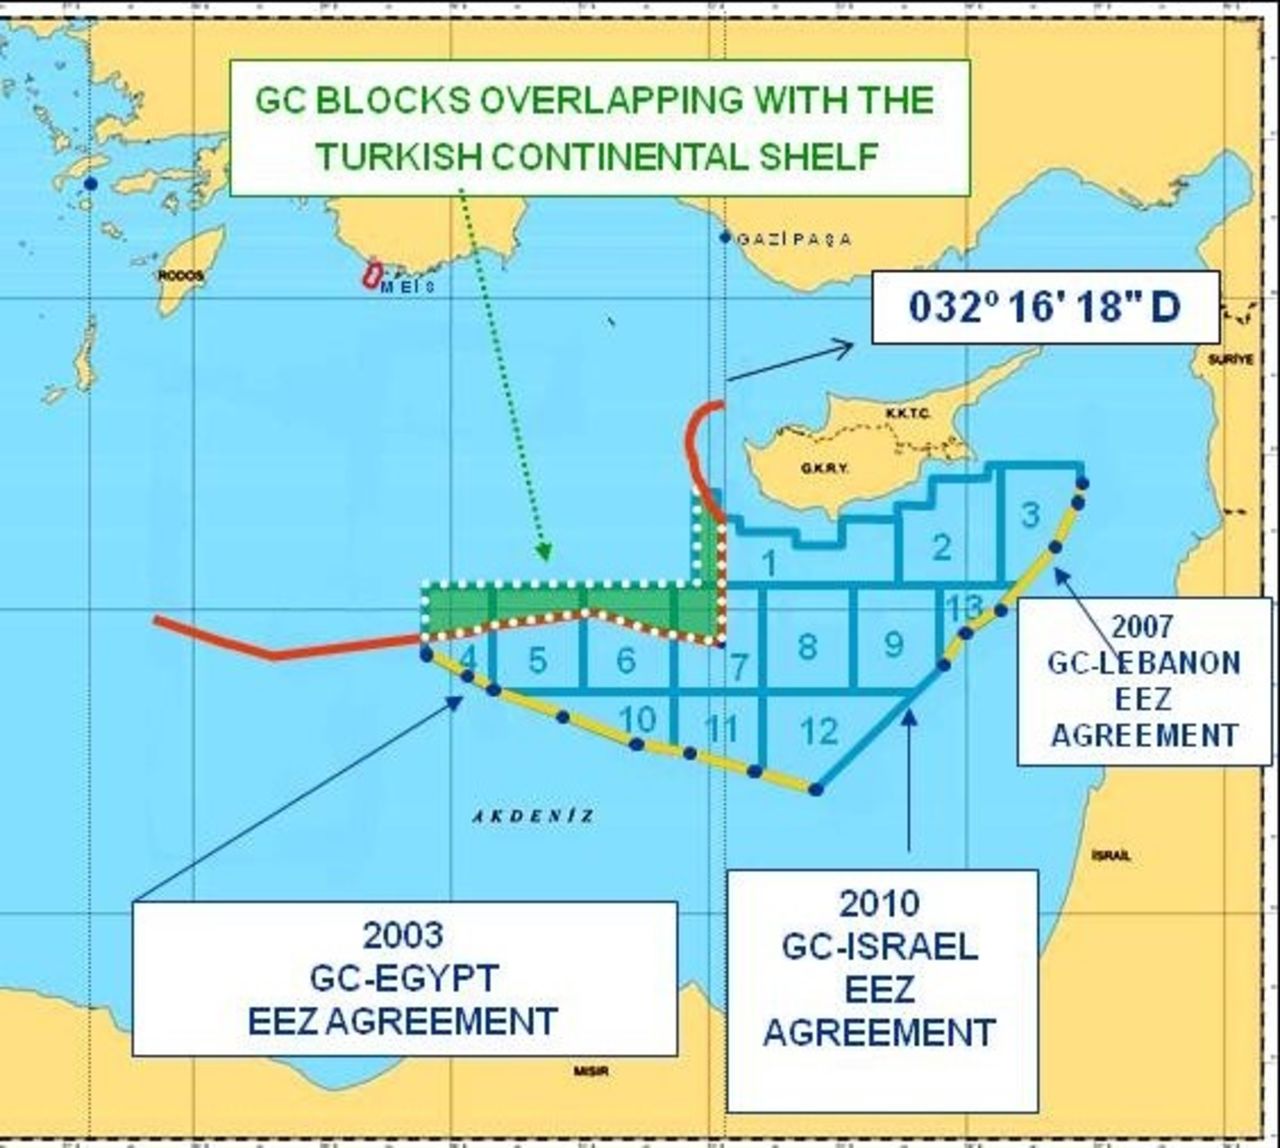 GC BLOCKS OVERLAPPING WITH THE
TURKISH CONTINENTAL SHELF
GAZİPAŞA
RODOS
MEİS
032º 16' 18" D
SURİYE
K.K.T.C.
G.K.R.Y.
3
2
1
13
4
5
6
7
8
9
10
11
12
2007
GC-LEBANON
EEZ
AGREEMENT
AKDENİZ
İSRAİL
2003
GC-EGYPT
EEZ AGREEMENT
2010
GC-ISRAEL
EEZ
AGREEMENT
MISIR